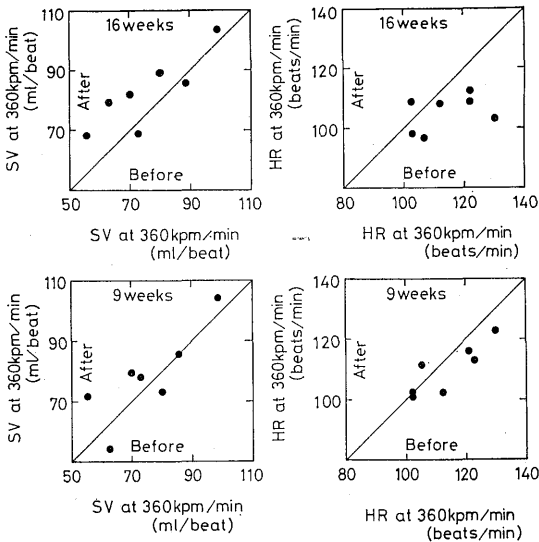 SV at 360kpm/min
(ml/beat)
110
90
70
16weeks
After
Before
50 70 90 110
SV at 360kpm/min
(ml/beat)
HR at 360kpm/min
(beats/min)
140
120
100
16weeks
After
Before
80 100 120 140
HR at 360kpm/min
(beats/min)
SV at 360kpm/min
(ml/beat)
110
90
70
9weeks
After
Before
50 70 90 110
SV at 360kpm/min
(ml/beat)
HR at 360kpm/min
(beats/min)
140
120
100
9weeks
After
Before
80 100 120 140
HR at 360kpm/min
(beats/min)